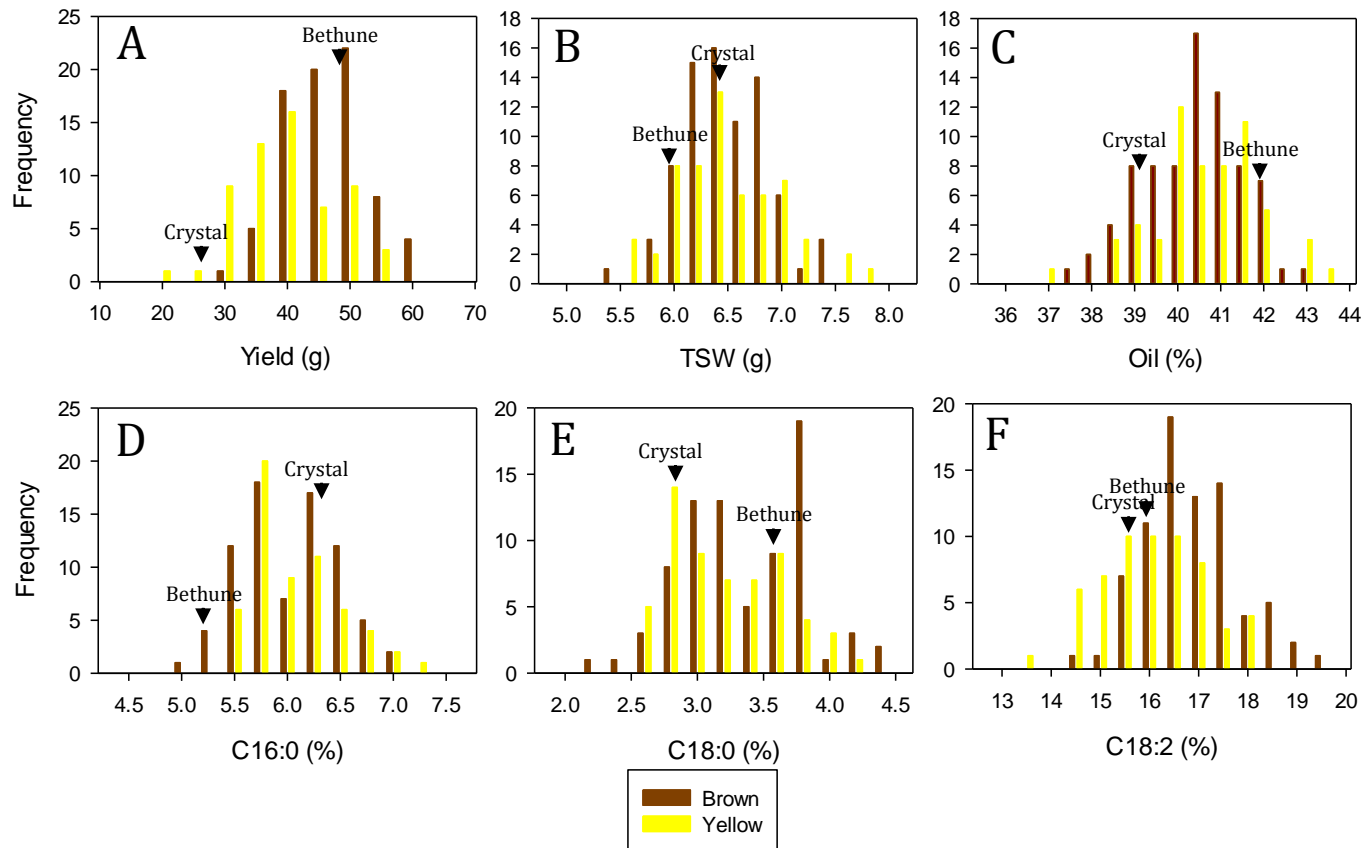 A
Bethune
Crystal
Frequency
0
5
10
15
20
25
10 20 30 40 50 60 70
Yield (g)
B
Crystal
Bethune
0
2
4
6
8
10
12
14
16
18
5.0 5.5 6.0 6.5 7.0 7.5 8.0
TSW (g)
C
Crystal
Bethune
0
2
4
6
8
10
12
14
16
18
36 37 38 39 40 41 42 43 44
Oil (%)
D
Crystal
Bethune
Frequency
0
5
10
15
20
25
4.5 5.0 5.5 6.0 6.5 7.0 7.5
C16:0 (%)
E
Crystal
Bethune
0
5
10
15
20
2.0 2.5 3.0 3.5 4.0 4.5
C18:0 (%)
F
Bethune
Crystal
0
5
10
15
20
13 14 15 16 17 18 19 20
C18:2 (%)
Brown
Yellow